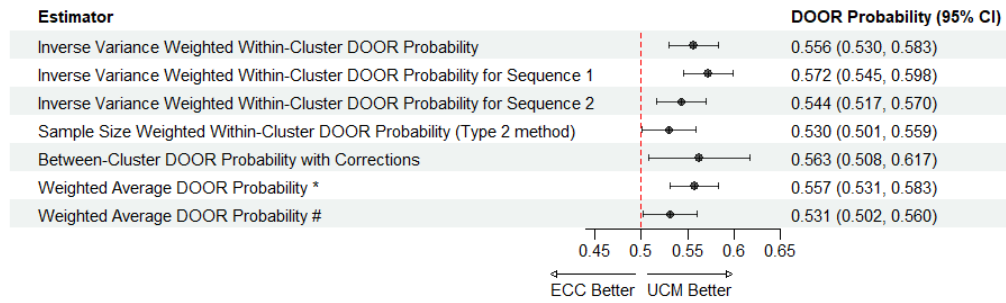 Estimator DOOR Probability (95% CI)
Inverse Variance Weighted Within-Cluster DOOR Probability 0.556 (0.530, 0.583)
Inverse Variance Weighted Within-Cluster DOOR Probability for Sequence 1 0.572 (0.545, 0.598)
Inverse Variance Weighted Within-Cluster DOOR Probability for Sequence 2 0.544 (0.517, 0.570)
Sample Size Weighted Within-Cluster DOOR Probability (Type 2 method) 0.530 (0.501, 0.559)
Between-Cluster DOOR Probability with Corrections 0.563 (0.508, 0.617)
Weighted Average DOOR Probability * 0.557 (0.531, 0.583)
Weighted Average DOOR Probability # 0.531 (0.502, 0.560)
0.45 0.5 0.55 0.6 0.65
ECC Better UCM Better